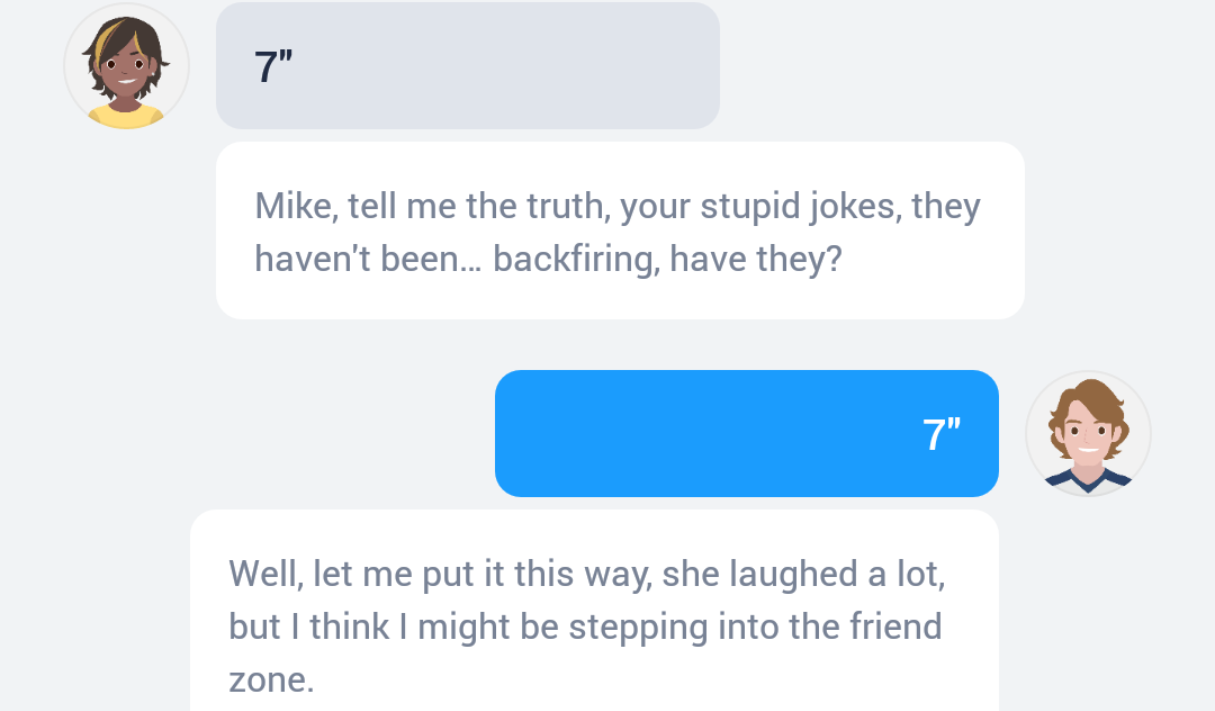 7"
Mike, tell me the truth, your stupid jokes, they
haven't been… backfiring, have they?
7"
Well, let me put it this way, she laughed a lot,
but I think I might be stepping into the friend
zone.